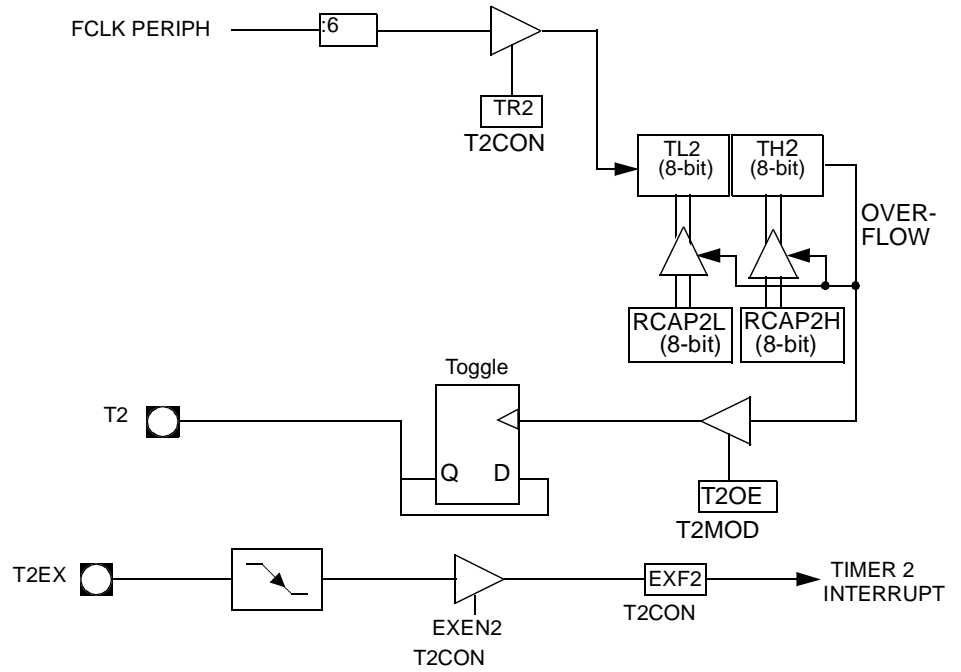 FCLK PERIPH
:6
TR2
T2CON
TL2
(8-bit)
TH2
(8-bit)
OVER-
FLOW
RCAP2L
(8-bit)
RCAP2H
(8-bit)
Toggle
T2
Q D
T2OE
T2MOD
T2EX
EXEN2
T2CON
EXF2
T2CON
TIMER 2
INTERRUPT